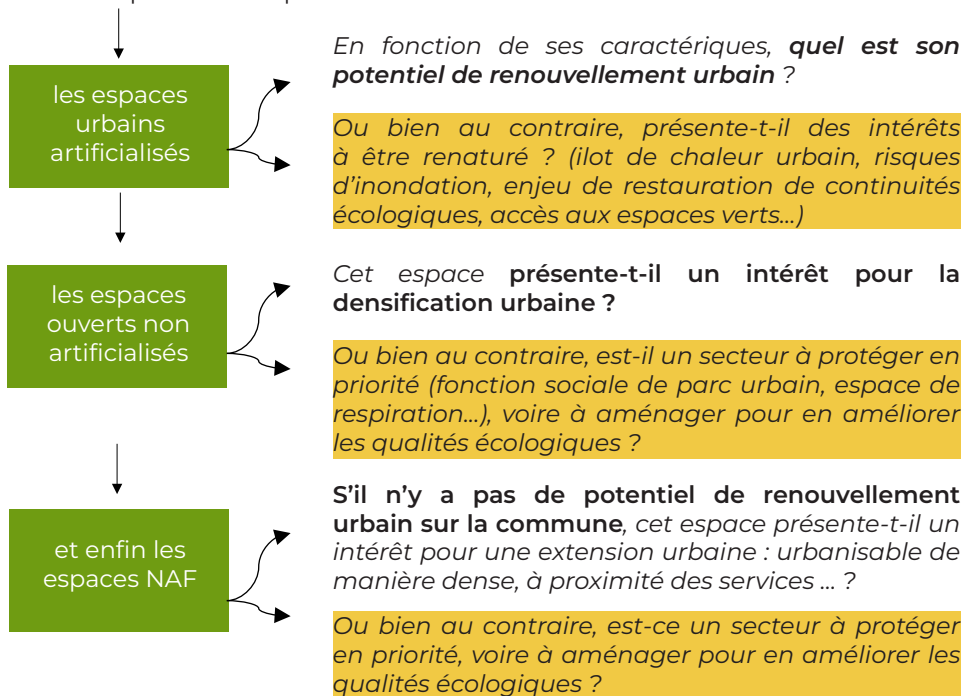 En fonction de ses caractériques, quel est son
potentiel de renouvellement urbain ?
les espaces
urbains
artificialisés
Ou bien au contraire, présente-t-il des intérêts
à être renaturé ? (ilot de chaleur urbain, risques
d'inondation, enjeu de restauration de continuités
écologiques, accès aux espaces verts...)
Cet espace présente-t-il un intérêt pour la
densification urbaine ?
les espaces
ouverts non
artificialisés
Ou bien au contraire, est-il un secteur à protéger en
priorité (fonction sociale de parc urbain, espace de
respiration...), voire à aménager pour en améliorer
les qualités écologiques ?
S'il n'y a pas de potentiel de renouvellement
urbain sur la commune, cet espace présente-t-il un
intérêt pour une extension urbaine : urbanisable de
manière dense, à proximité des services ... ?
et enfin les
espaces NAF
Ou bien au contraire, est-ce un secteur à protéger
en priorité, voire à aménager pour en améliorer les
qualités écologiques ?